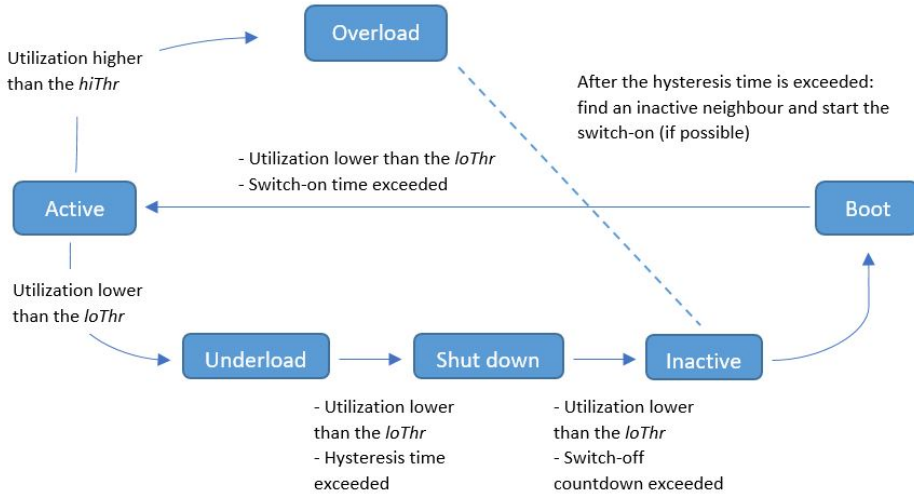 Overload
Utilization higher
than the hiThr
After the hysteresis time is exceeded:
find an inactive neighbour and start the
switch-on (if possible)
- Utilization lower than the loThr
- Switch-on time exceeded
Active
Boot
Utilization lower
than the loThr
Underload
Shut down
Inactive
- Utilization lower
than the loThr
- Hysteresis time
exceeded
- Utilization lower
than the loThr
- Switch-off
countdown exceeded